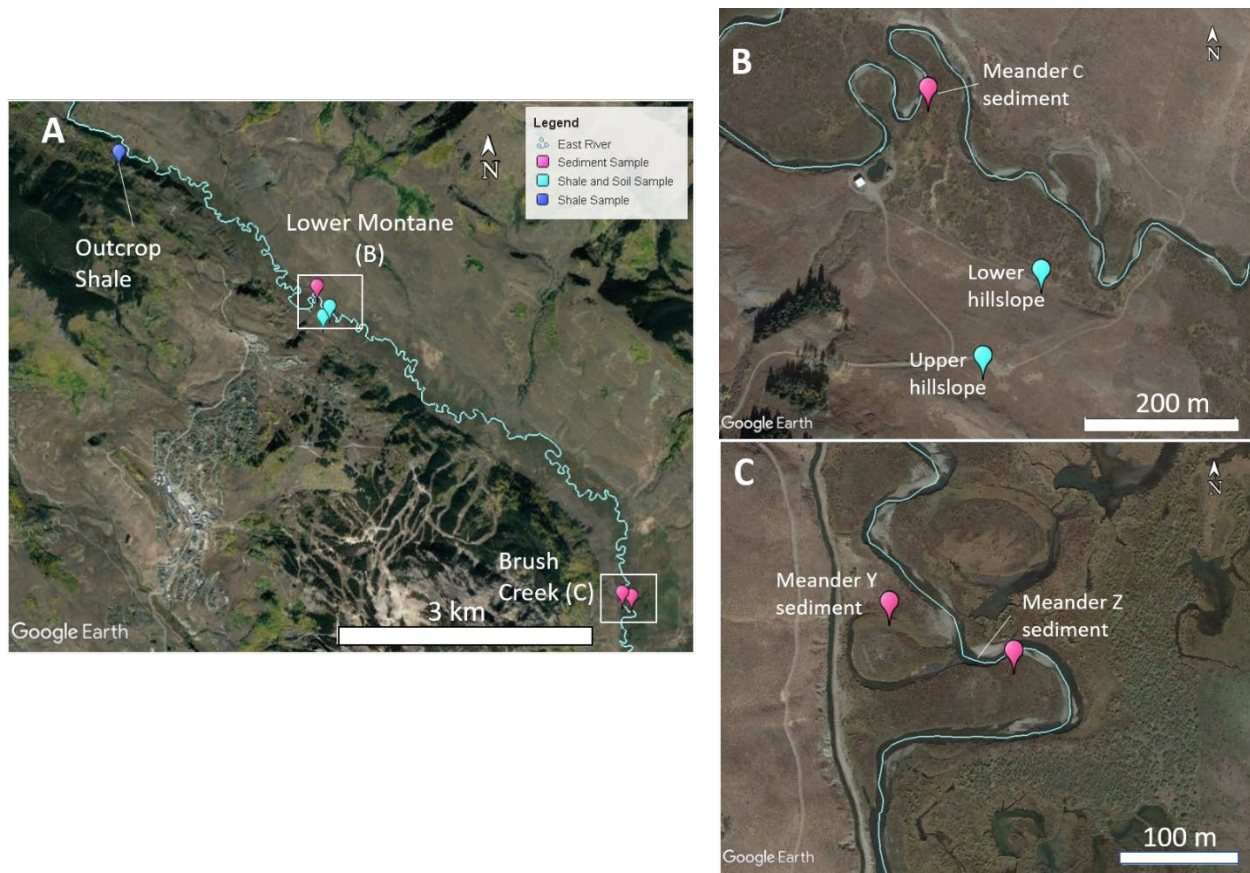 A
N
Legend
East River
Sediment Sample
Shale and Soil Sample
Shale Sample
Outcrop
Shale
Lower Montane
(B)
Brush
Creek (C)
3 km
Google Earth
B
N
Meander C
sediment
Lower
hillslope
Upper
hillslope
200 m
Google Earth
C
N
Meander Y
sediment
Meander Z
sediment
100 m
Google Earth